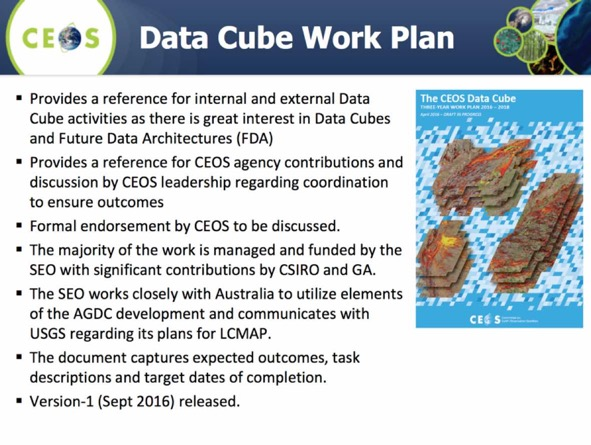 CEOS
Data Cube Work Plan
▪ Provides a reference for internal and external Data
Cube activities as there is great interest in Data Cubes
and Future Data Architectures (FDA)
▪ Provides a reference for CEOS agency contributions and
discussion by CEOS leadership regarding coordination
to ensure outcomes
▪ Formal endorsement by CEOS to be discussed.
▪ The majority of the work is managed and funded by the
SEO with significant contributions by CSIRO and GA.
▪ The SEO works closely with Australia to utilize elements
of the AGDC development and communicates with
USGS regarding its plans for LCMAP.
▪ The document captures expected outcomes, task
descriptions and target dates of completion.
▪ Version-1 (Sept 2016) released.
The CEOS Data Cube
THREE-YEAR WORK PLAN 2016 – 2018
April 2016 – DRAFT IN PROGRESS
CEOS